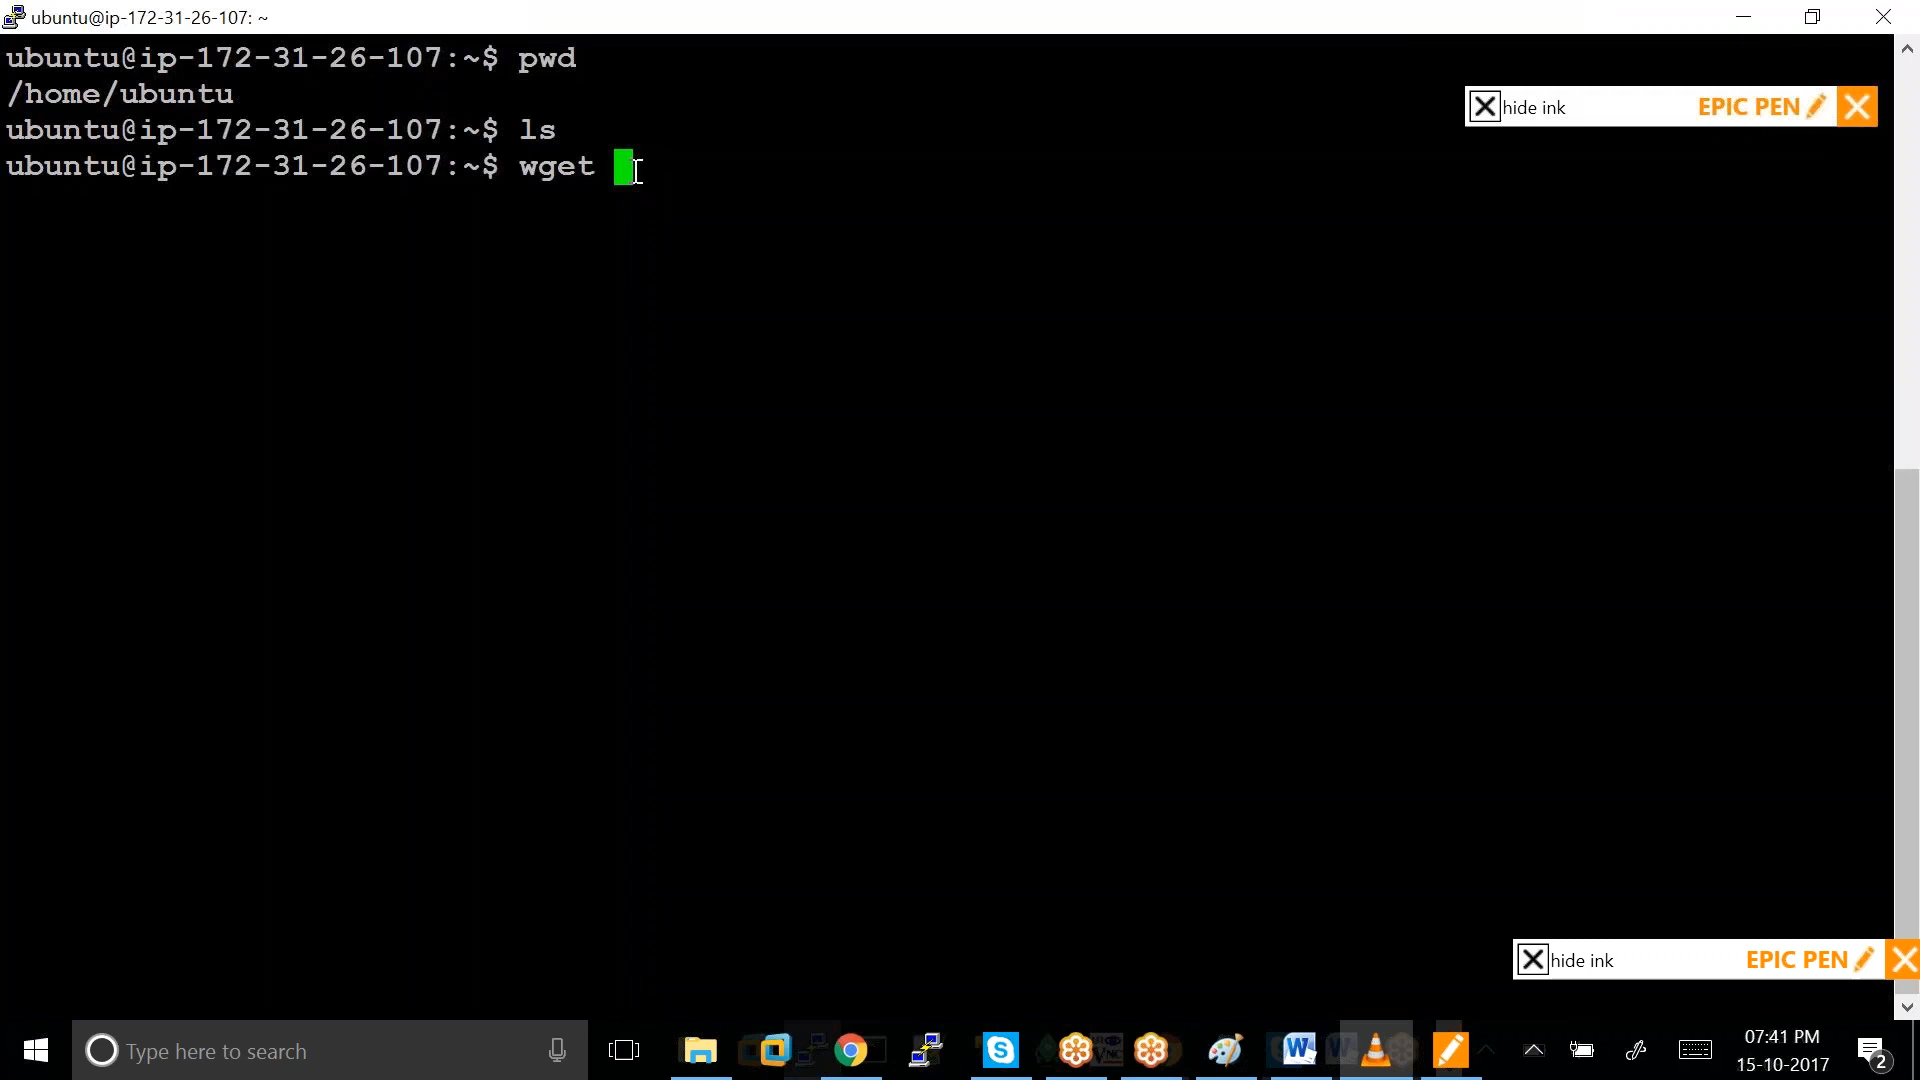 ubuntu@ip-172-31-26-107: ~
ubuntu@ip-172-31-26-107:~$ pwd
/home/ubuntu
ubuntu@ip-172-31-26-107:~$ ls
ubuntu@ip-172-31-26-107:~$ wget
hide ink EPIC PEN
hide ink EPIC PEN
Type here to search
07:41 PM
15-10-2017
2